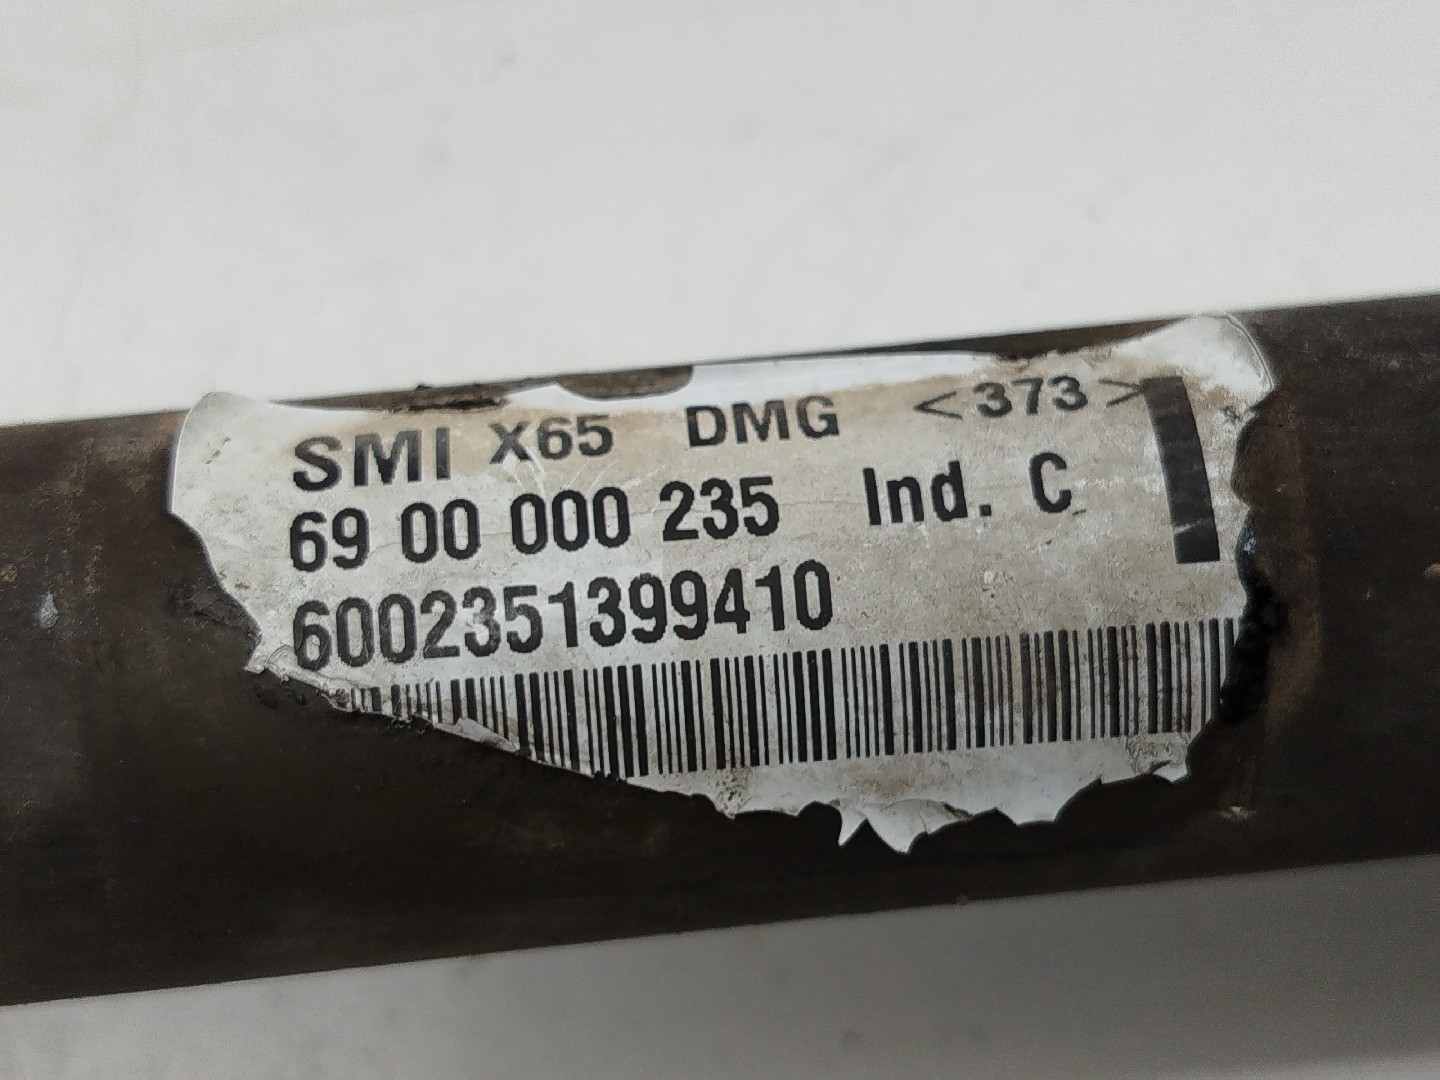 SMI X65 DMG <373>
69 00 000 235 Ind. C
6002351399410